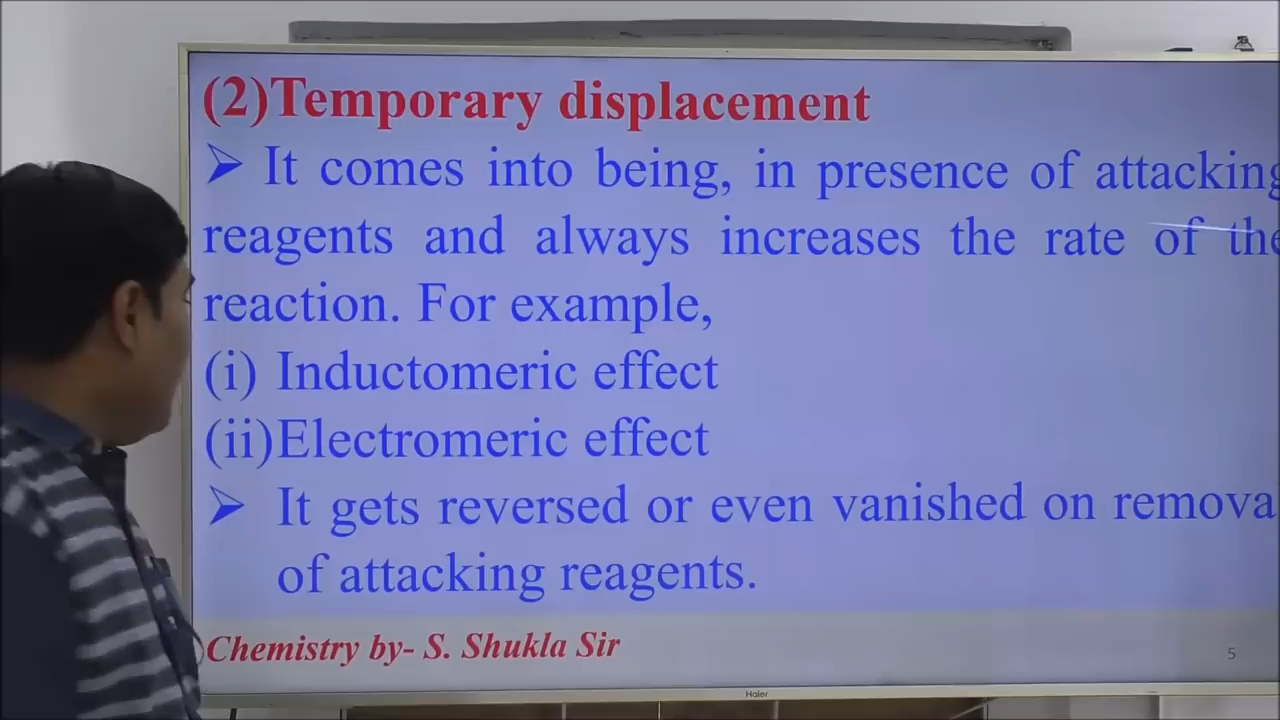 (2)Temporary displacement
➢ It comes into being, in presence of attacking
reagents and always increases the rate of the
reaction. For example,
(i) Inductomeric effect
(ii)Electromeric effect
➢ It gets reversed or even vanished on remova
of attacking reagents.
Chemistry by- S. Shukla Sir
5
Haier